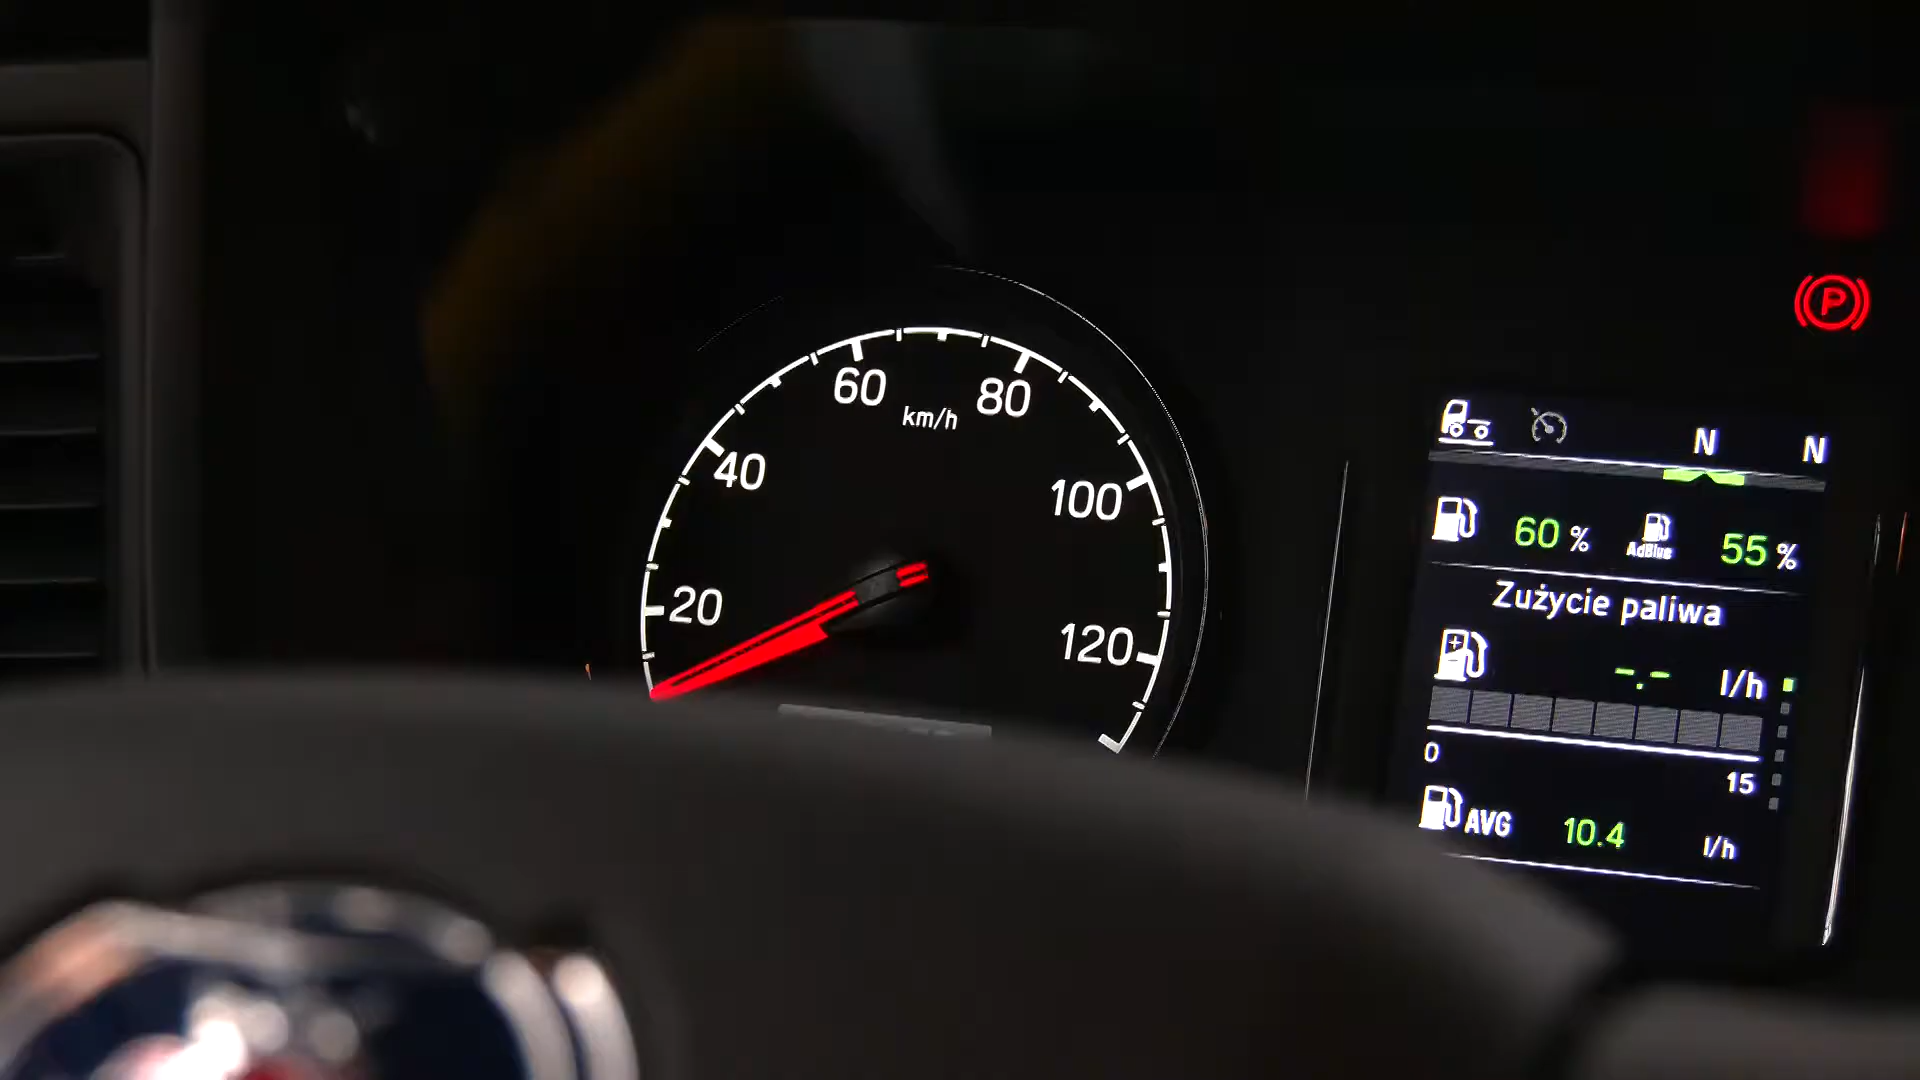 60
80
km/h
40
100
20
120
P
N N
60 %
AdBlue
55 %
Zużycie paliwa
-.- l/h
0
15
AVG 10.4 l/h